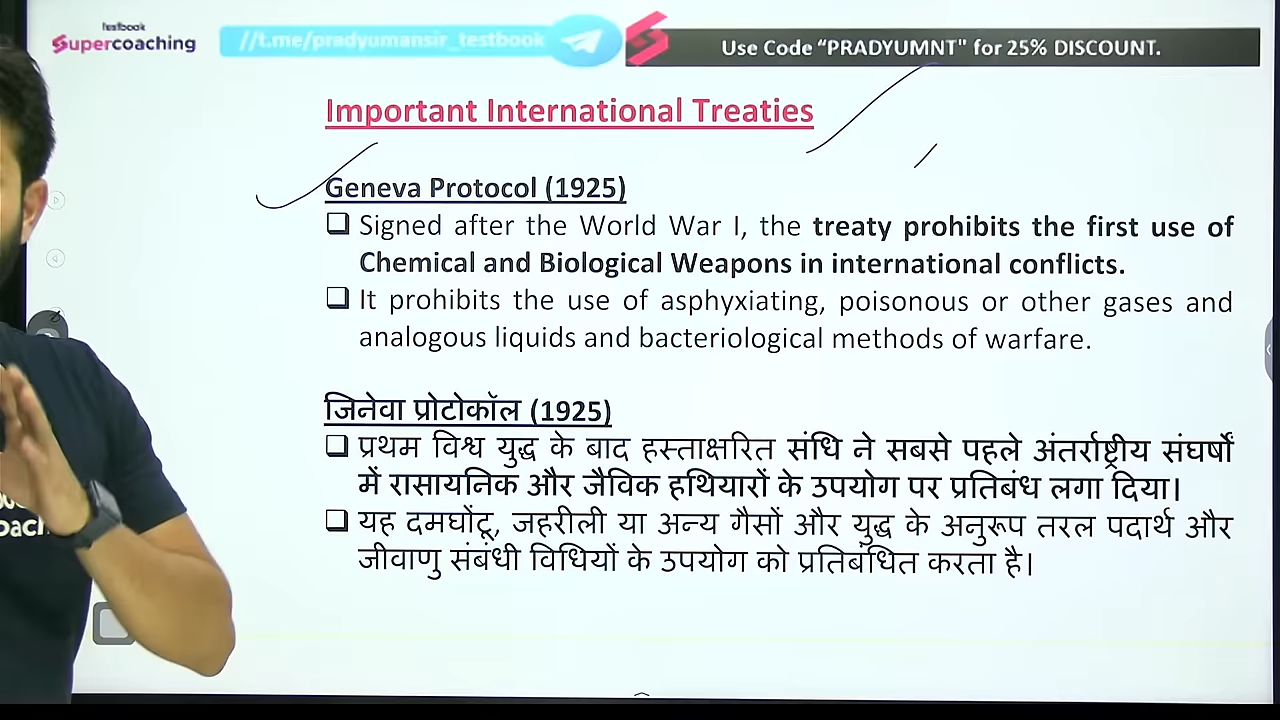 testbook
Supercoaching
//t.me/pradyumansir_testbook
Use Code “PRADYUMNT" for 25% DISCOUNT.
Important International Treaties
Geneva Protocol (1925)
❑ Signed after the World War I, the treaty prohibits the first use of
Chemical and Biological Weapons in international conflicts.
❑ It prohibits the use of asphyxiating, poisonous or other gases and
analogous liquids and bacteriological methods of warfare.
जिनेवा प्रोटोकॉल (1925)
❑ प्रथम विश्व युद्ध के बाद हस्ताक्षरित संधि ने सबसे पहले अंतर्राष्ट्रीय संघर्षों
में रासायनिक और जैविक हथियारों के उपयोग पर प्रतिबंध लगा दिया।
❑ यह दमघोंटू, जहरीली या अन्य गैसों और युद्ध के अनुरूप तरल पदार्थ और
जीवाणु संबंधी विधियों के उपयोग को प्रतिबंधित करता है।